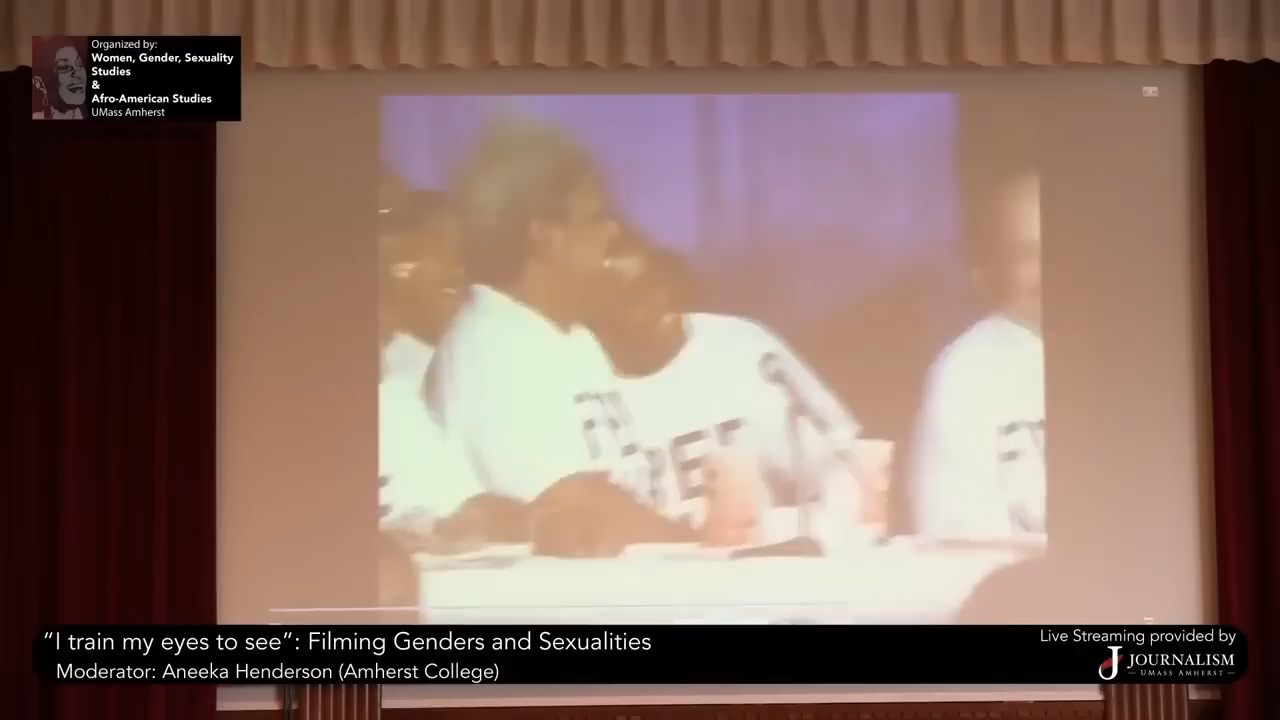 Organized by:
Women, Gender, Sexuality
Studies
&
Afro-American Studies
UMass Amherst
“I train my eyes to see“: Filming Genders and Sexualities
Moderator: Aneeka Henderson (Amherst College)
Live Streaming provided by
JOURNALISM
UMASS AMHERST